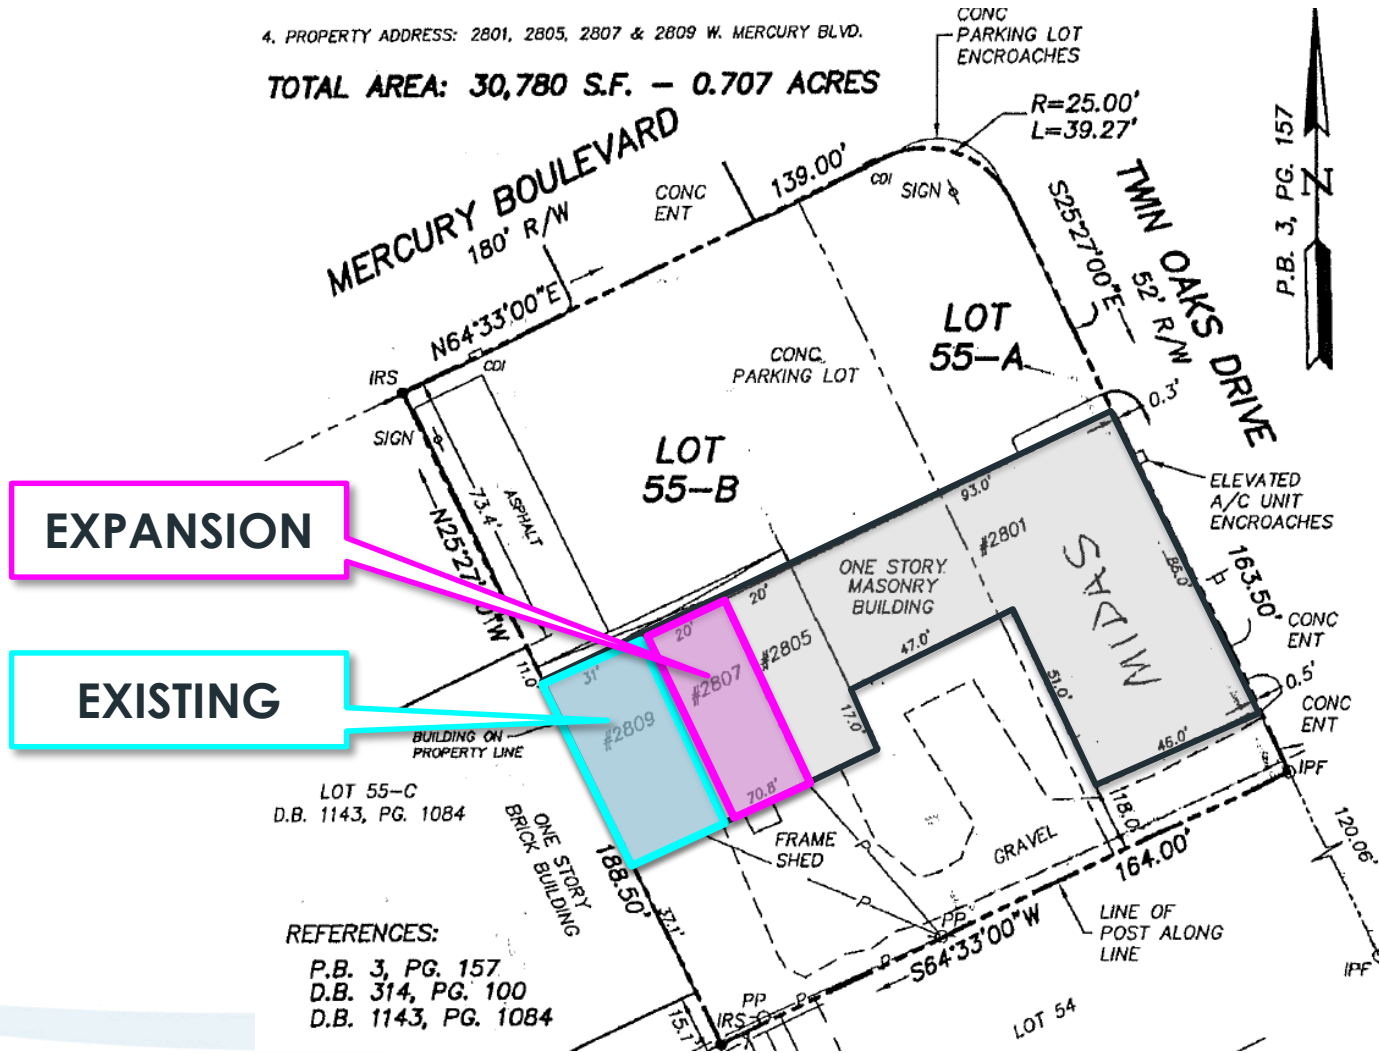 4. PROPERTY ADDRESS: 2801, 2805, 2807 & 2809 W. MERCURY BLVD.
TOTAL AREA: 30,780 S.F. - 0.707 ACRES
CONC
PARKING LOT
ENCROACHES
R=25.00'
L=39.27'
P.B. 3, PG. 157
N
MERCURY BOULEVARD
180' R/W
CONC
ENT
139.00'
CDI
SIGN
S25°27'00"E
TWIN OAKS DRIVE
52' R/W
N64°33'00"E
CDI
IRS
SIGN
LOT
55-A
CONC
PARKING LOT
LOT
55-B
0.3'
ELEVATED
A/C UNIT
ENCROACHES
73.4'
ASPHALT
EXPANSION
93.0'
#2801
ONE STORY
MASONRY
BUILDING
MIDAS
85.0'
163.50'
CONC
ENT
20'
20'
#2805
#2807
47.0'
51.0'
17.0'
11.0'
31'
#2809
EXISTING
BUILDING ON
PROPERTY LINE
0.5'
CONC
ENT
46.0'
IPF
70.8'
18.0'
120.06'
LOT 55-C
D.B. 1143, PG. 1084
ONE STORY
BRICK BUILDING
188.50'
FRAME
SHED
GRAVEL
164.00'
P
P
37.1'
PP
LINE OF
POST ALONG
LINE
S64°33'00"W
P
IPF
REFERENCES:
P.B. 3, PG. 157
D.B. 314, PG. 100
D.B. 1143, PG. 1084
PP
P
IRS
15.1'
LOT 54